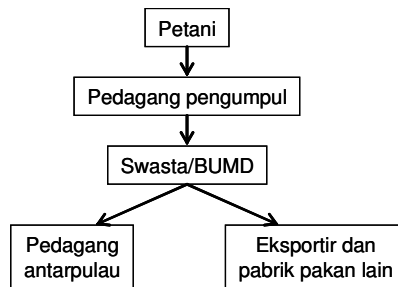 Petani
Pedagang pengumpul
Swasta/BUMD
Pedagang
antarpulau
Eksportir dan
pabrik pakan lain